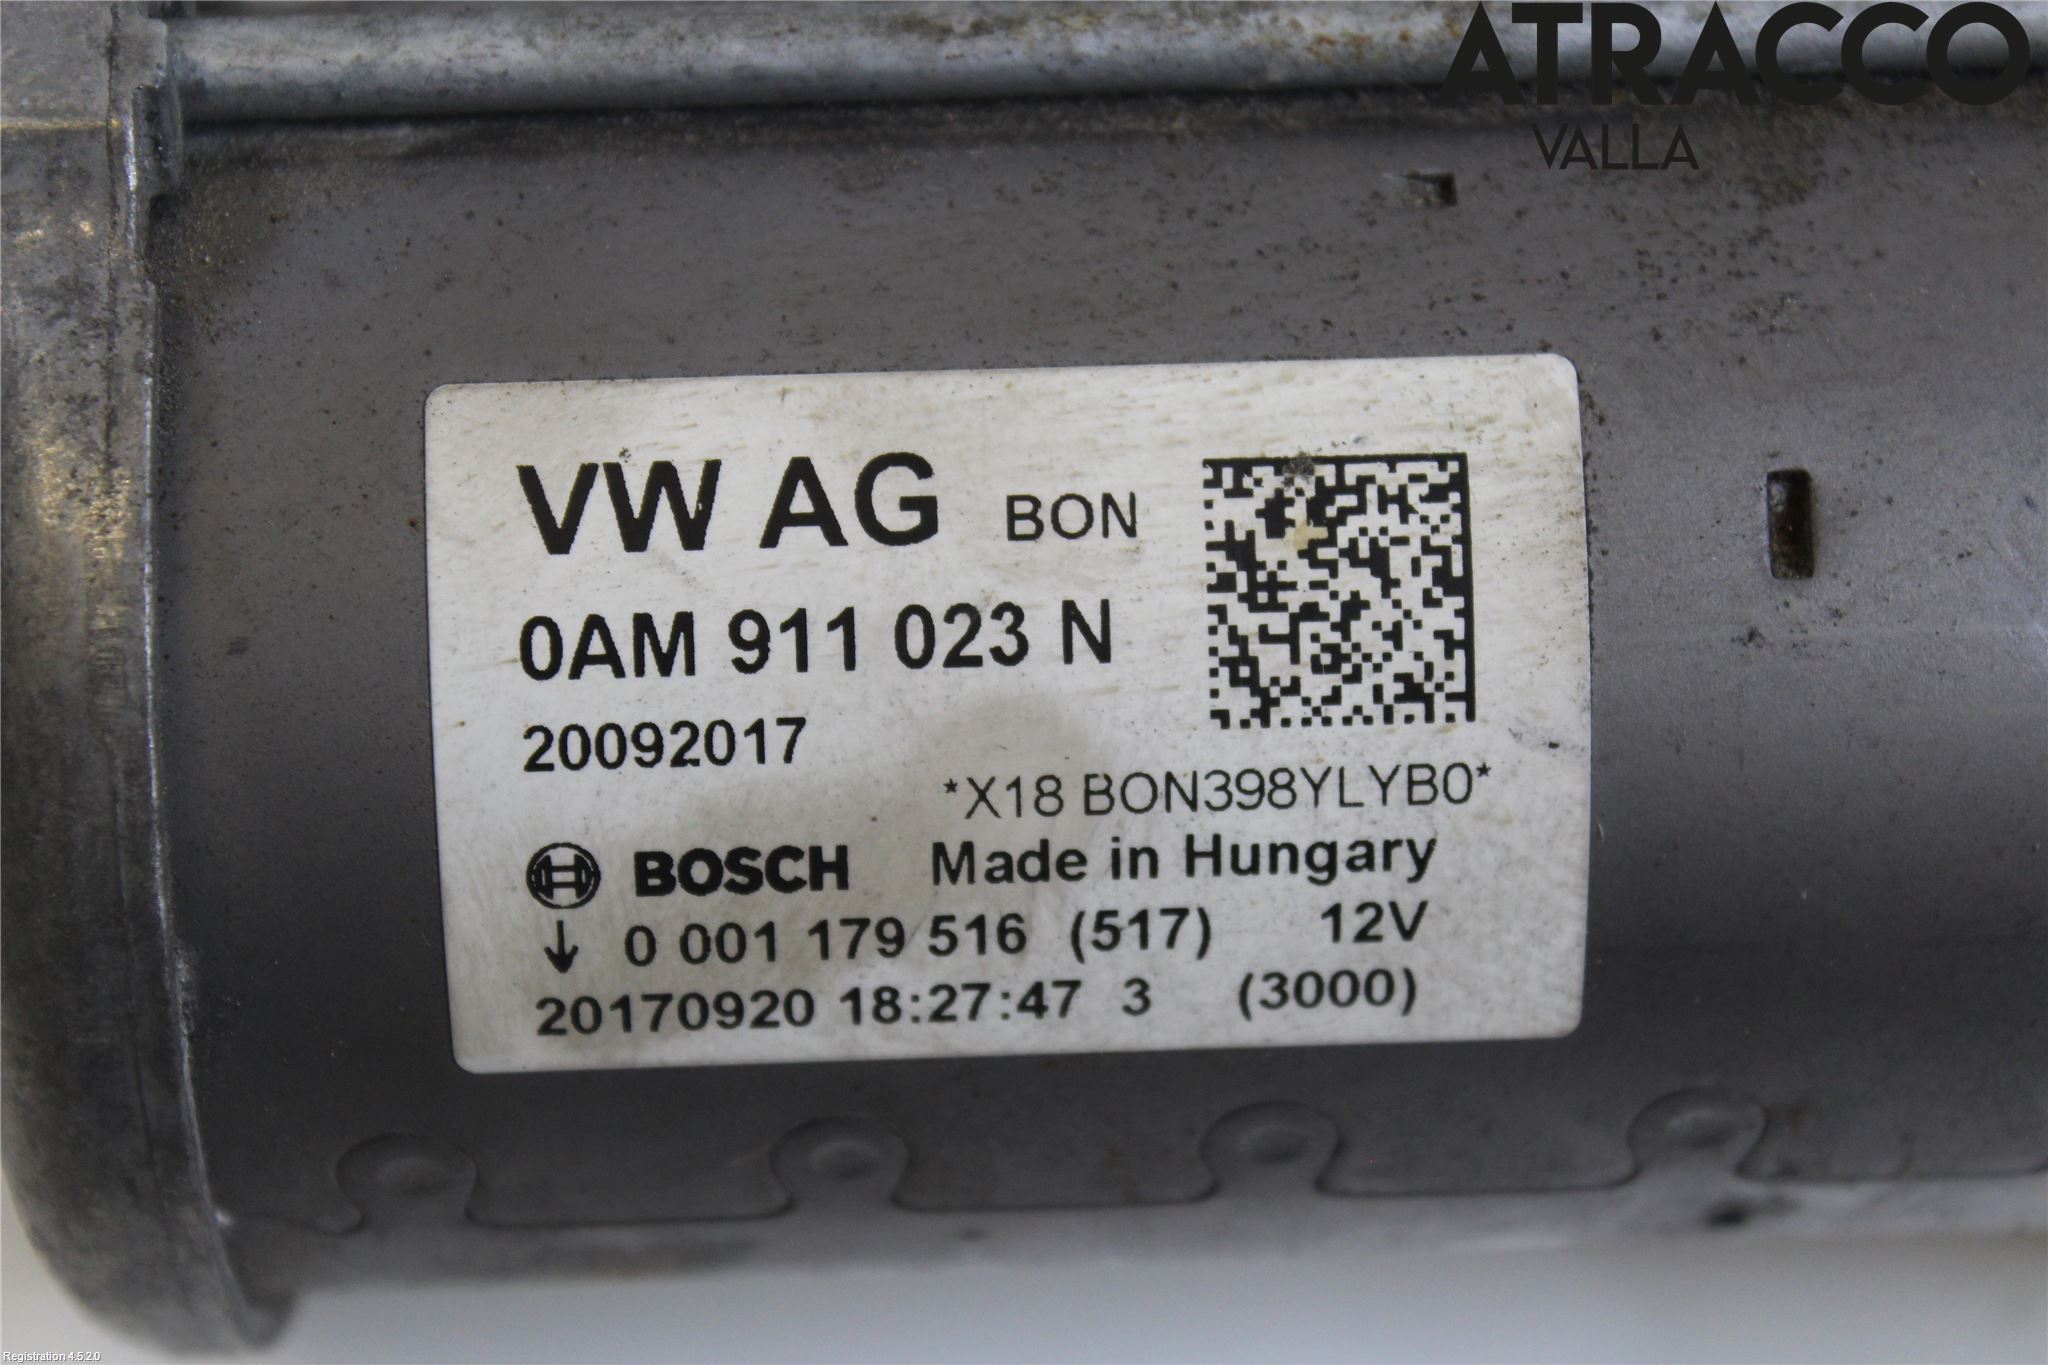 ATRACCO
VALLA
VW AG BON
0AM 911 023 N
20092017
*X18 BON398YLYB0*
BOSCH Made in Hungary
↓ 0 001 179 516 (517) 12V
20170920 18:27:47 3 (3000)
Registration 4.5.2.0